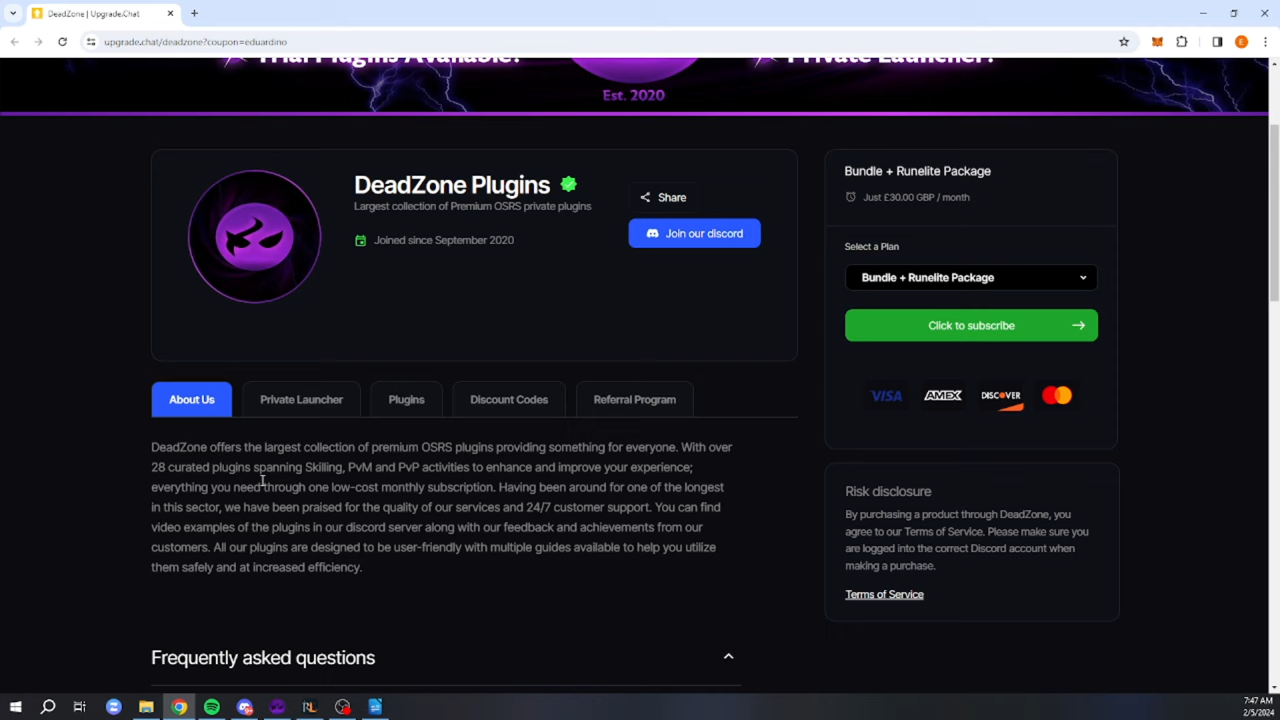 DeadZone | Upgrade.Chat
upgrade.chat/deadzone?coupon=eduardino
Trial Plugins Available!
Private Launcher!
Est. 2020
DeadZone Plugins
Largest collection of Premium OSRS private plugins
Joined since September 2020
Share
Join our discord
Bundle + Runelite Package
Just £30.00 GBP / month
Select a Plan
Bundle + Runelite Package
Click to subscribe
VISA AMEX DISCOVER
About Us
Private Launcher
Plugins
Discount Codes
Referral Program
DeadZone offers the largest collection of premium OSRS plugins providing something for everyone. With over
28 curated plugins spanning Skilling, PvM and PvP activities to enhance and improve your experience;
everything you need through one low-cost monthly subscription. Having been around for one of the longest
in this sector, we have been praised for the quality of our services and 24/7 customer support. You can find
video examples of the plugins in our discord server along with our feedback and achievements from our
customers. All our plugins are designed to be user-friendly with multiple guides available to help you utilize
them safely and at increased efficiency.
Risk disclosure
By purchasing a product through DeadZone, you
agree to our Terms of Service. Please make sure you
are logged into the correct Discord account when
making a purchase.
Terms of Service
Frequently asked questions
7:47 AM
2/5/2024